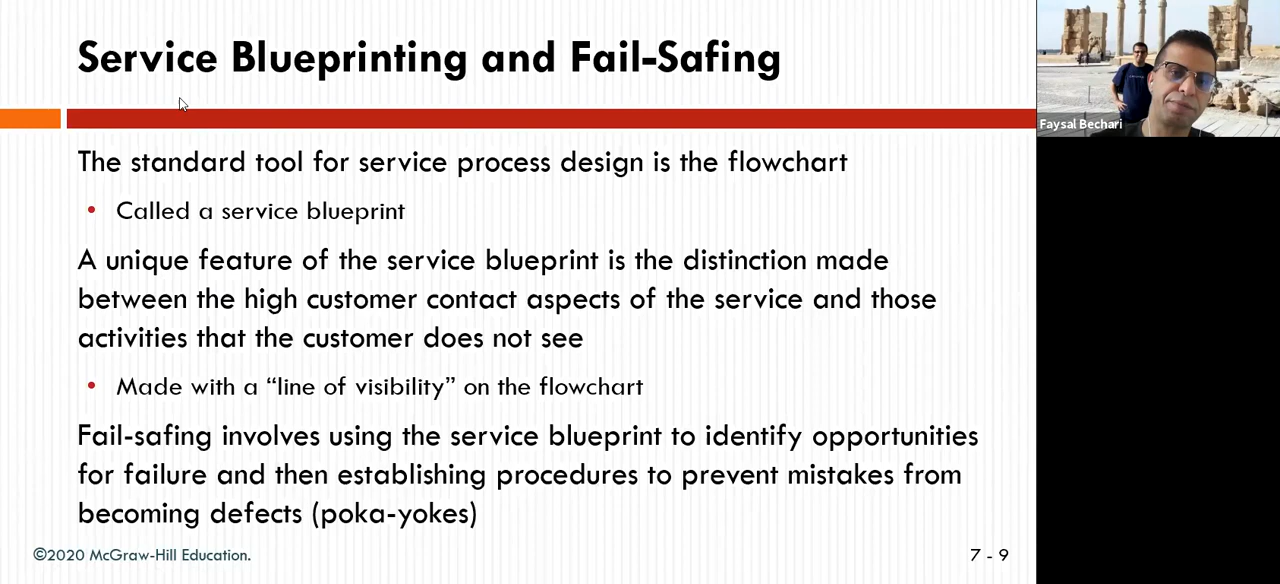 Service Blueprinting and Fail-Safing
Faysal Bechari
The standard tool for service process design is the flowchart
• Called a service blueprint
A unique feature of the service blueprint is the distinction made
between the high customer contact aspects of the service and those
activities that the customer does not see
• Made with a “line of visibility” on the flowchart
Fail-safing involves using the service blueprint to identify opportunities
for failure and then establishing procedures to prevent mistakes from
becoming defects (poka-yokes)
©2020 McGraw-Hill Education.
7 - 9